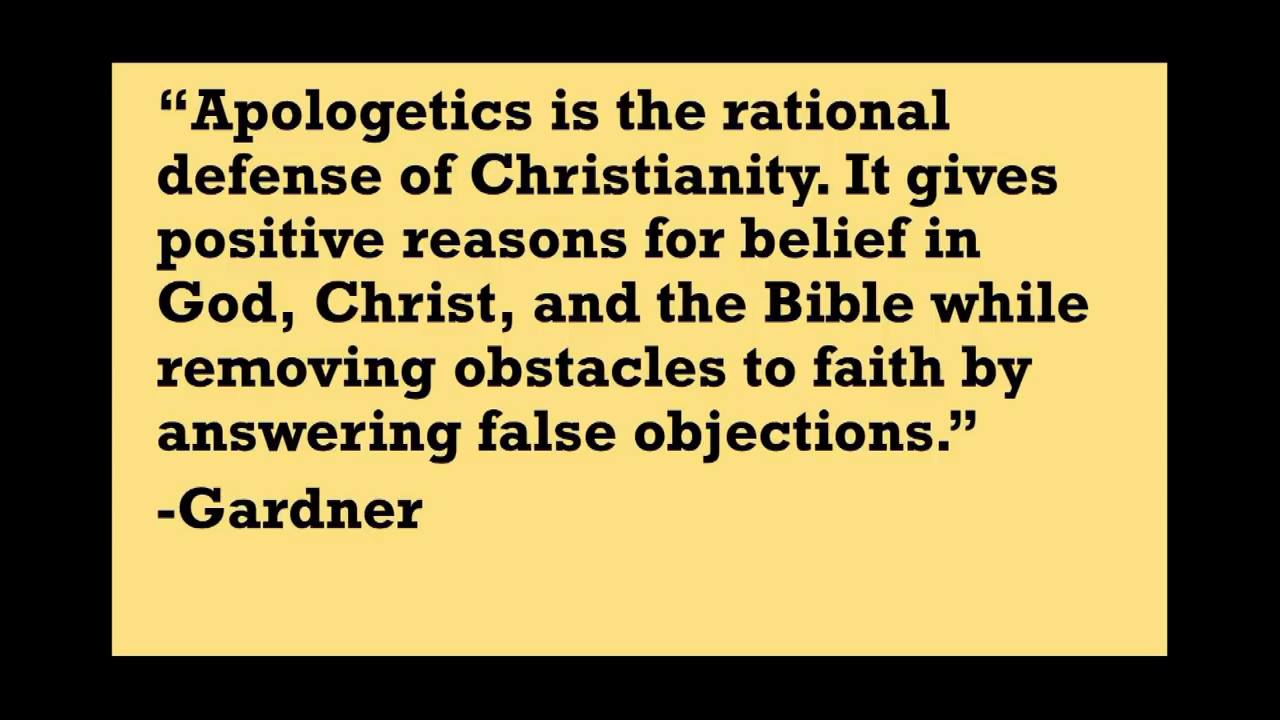 “Apologetics is the rational
defense of Christianity. It gives
positive reasons for belief in
God, Christ, and the Bible while
removing obstacles to faith by
answering false objections.”
-Gardner